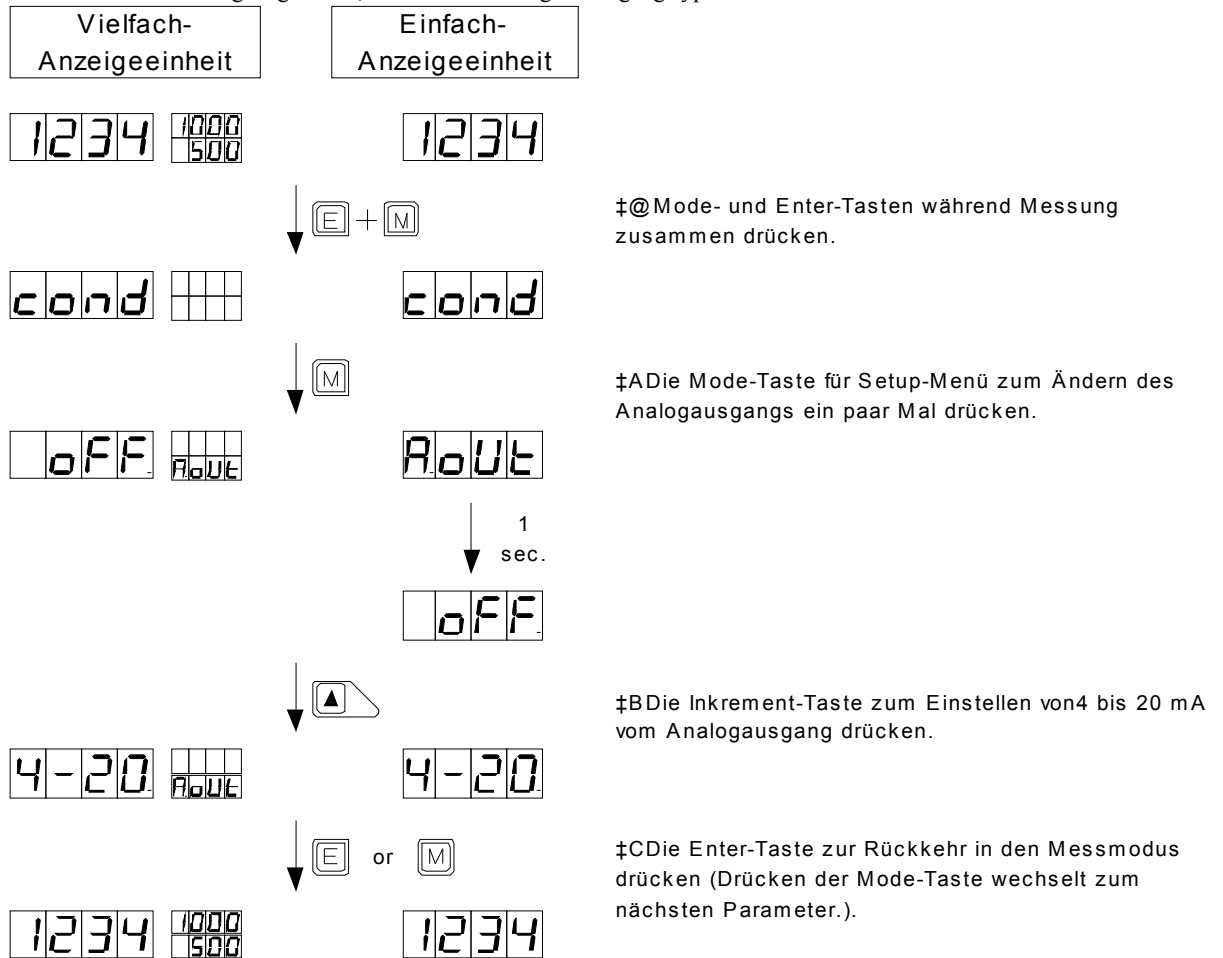 Vielfach- Einfach-
Anzeigeeinheit Anzeigeeinheit
1234 1000 1234
500
E + M ‡@Mode- und Enter-Tasten während Messung
zusammen drücken.
cond cond
M ‡ADie Mode-Taste für Setup-Menü zum Ändern des
Analogausgangs ein paar Mal drücken.
oFF A.oUt A.oUt
1
sec.
oFF
‡BDie Inkrement-Taste zum Einstellen von4 bis 20 mA
vom Analogausgang drücken.
4-20 A.oUt 4-20
E or M ‡CDie Enter-Taste zur Rückkehr in den Messmodus
drücken (Drücken der Mode-Taste wechselt zum
nächsten Parameter.).
1234 1000 1234
500